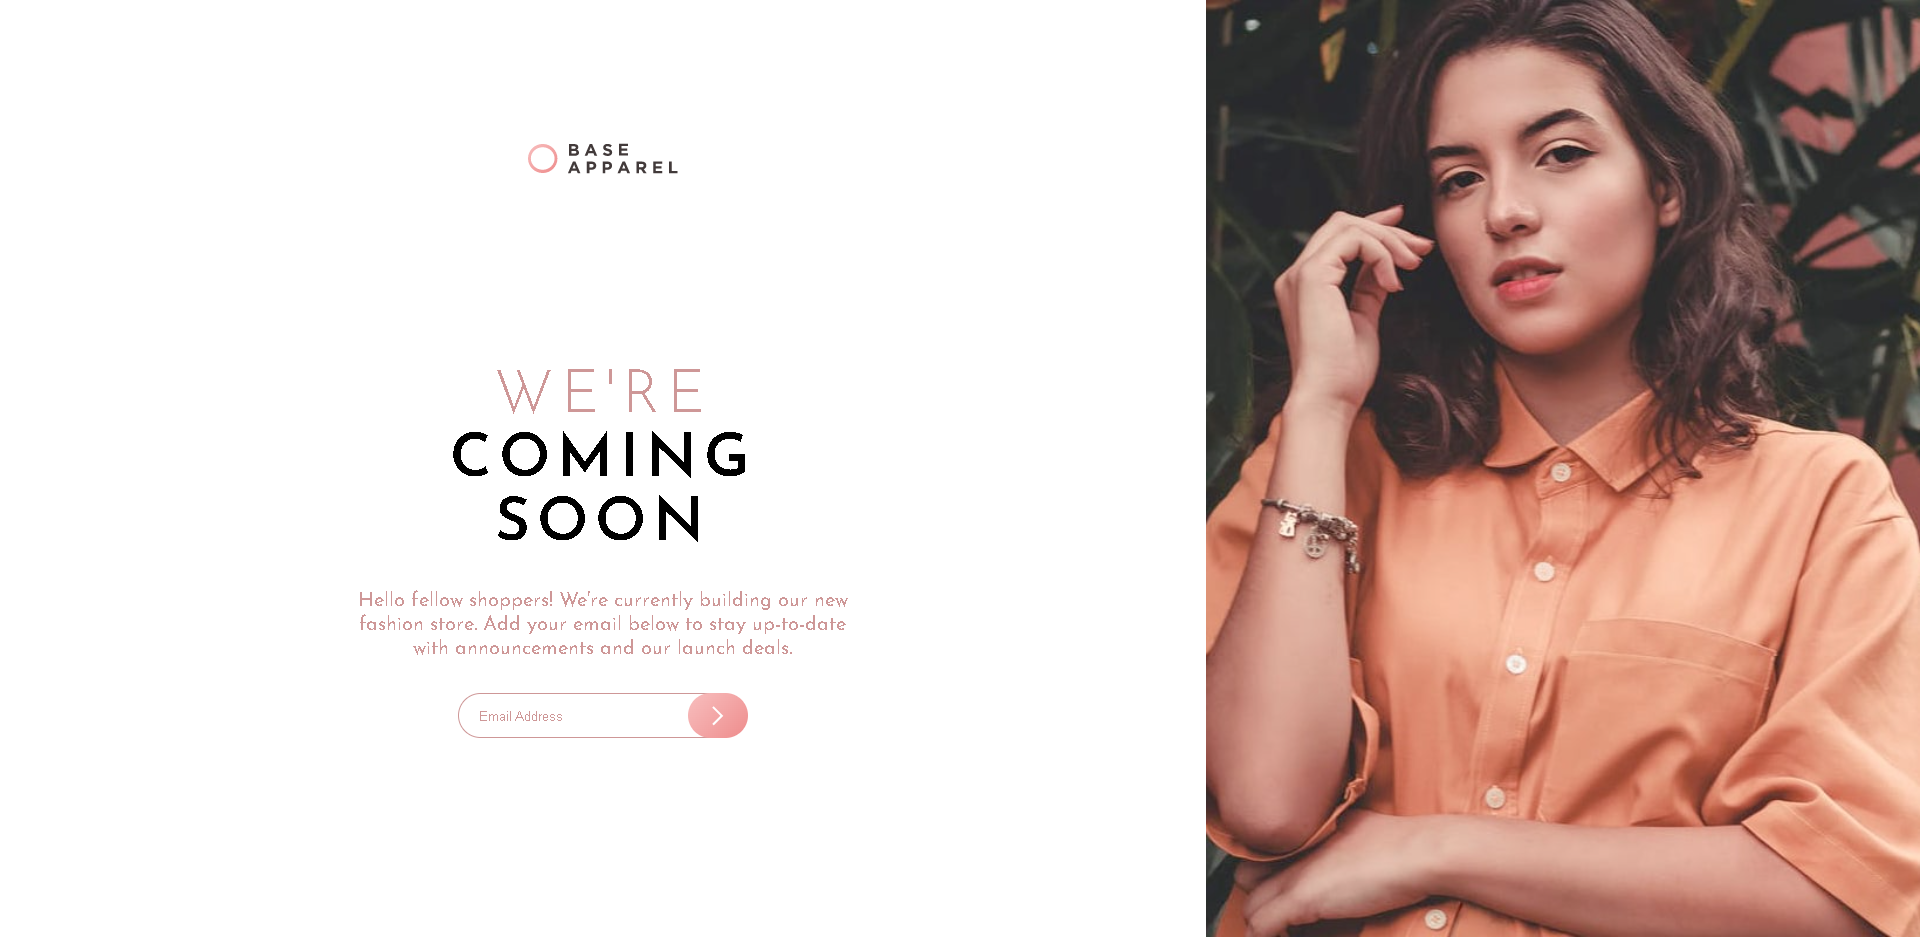 BASE
APPAREL
WE'RE
COMING
SOON
Hello fellow shoppers! We're currently building our new
fashion store. Add your email below to stay up-to-date
with announcements and our launch deals.
Email Address